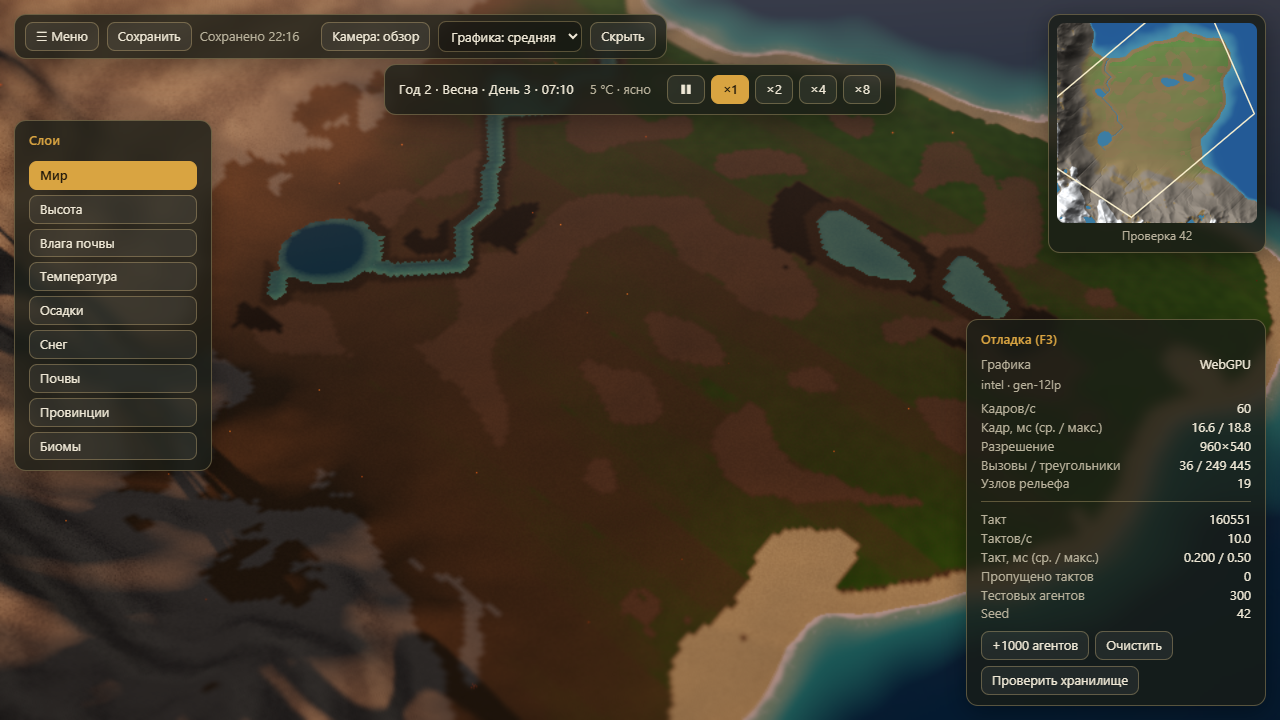 ☰ Меню
Сохранить
Сохранено 22:16
Камера: обзор
Графика: средняя
Скрыть
Год 2 · Весна · День 3 · 07:10
5 °C · ясно
×1
×2
×4
×8
Слои
Мир
Высота
Влага почвы
Температура
Осадки
Снег
Почвы
Провинции
Биомы
Проверка 42
Отладка (F3)
Графика WebGPU
intel · gen-12lp
Кадров/с 60
Кадр, мс (ср. / макс.) 16.6 / 18.8
Разрешение 960×540
Вызовы / треугольники 36 / 249 445
Узлов рельефа 19
Такт 160551
Тактов/с 10.0
Такт, мс (ср. / макс.) 0.200 / 0.50
Пропущено тактов 0
Тестовых агентов 300
Seed 42
+1000 агентов
Очистить
Проверить хранилище